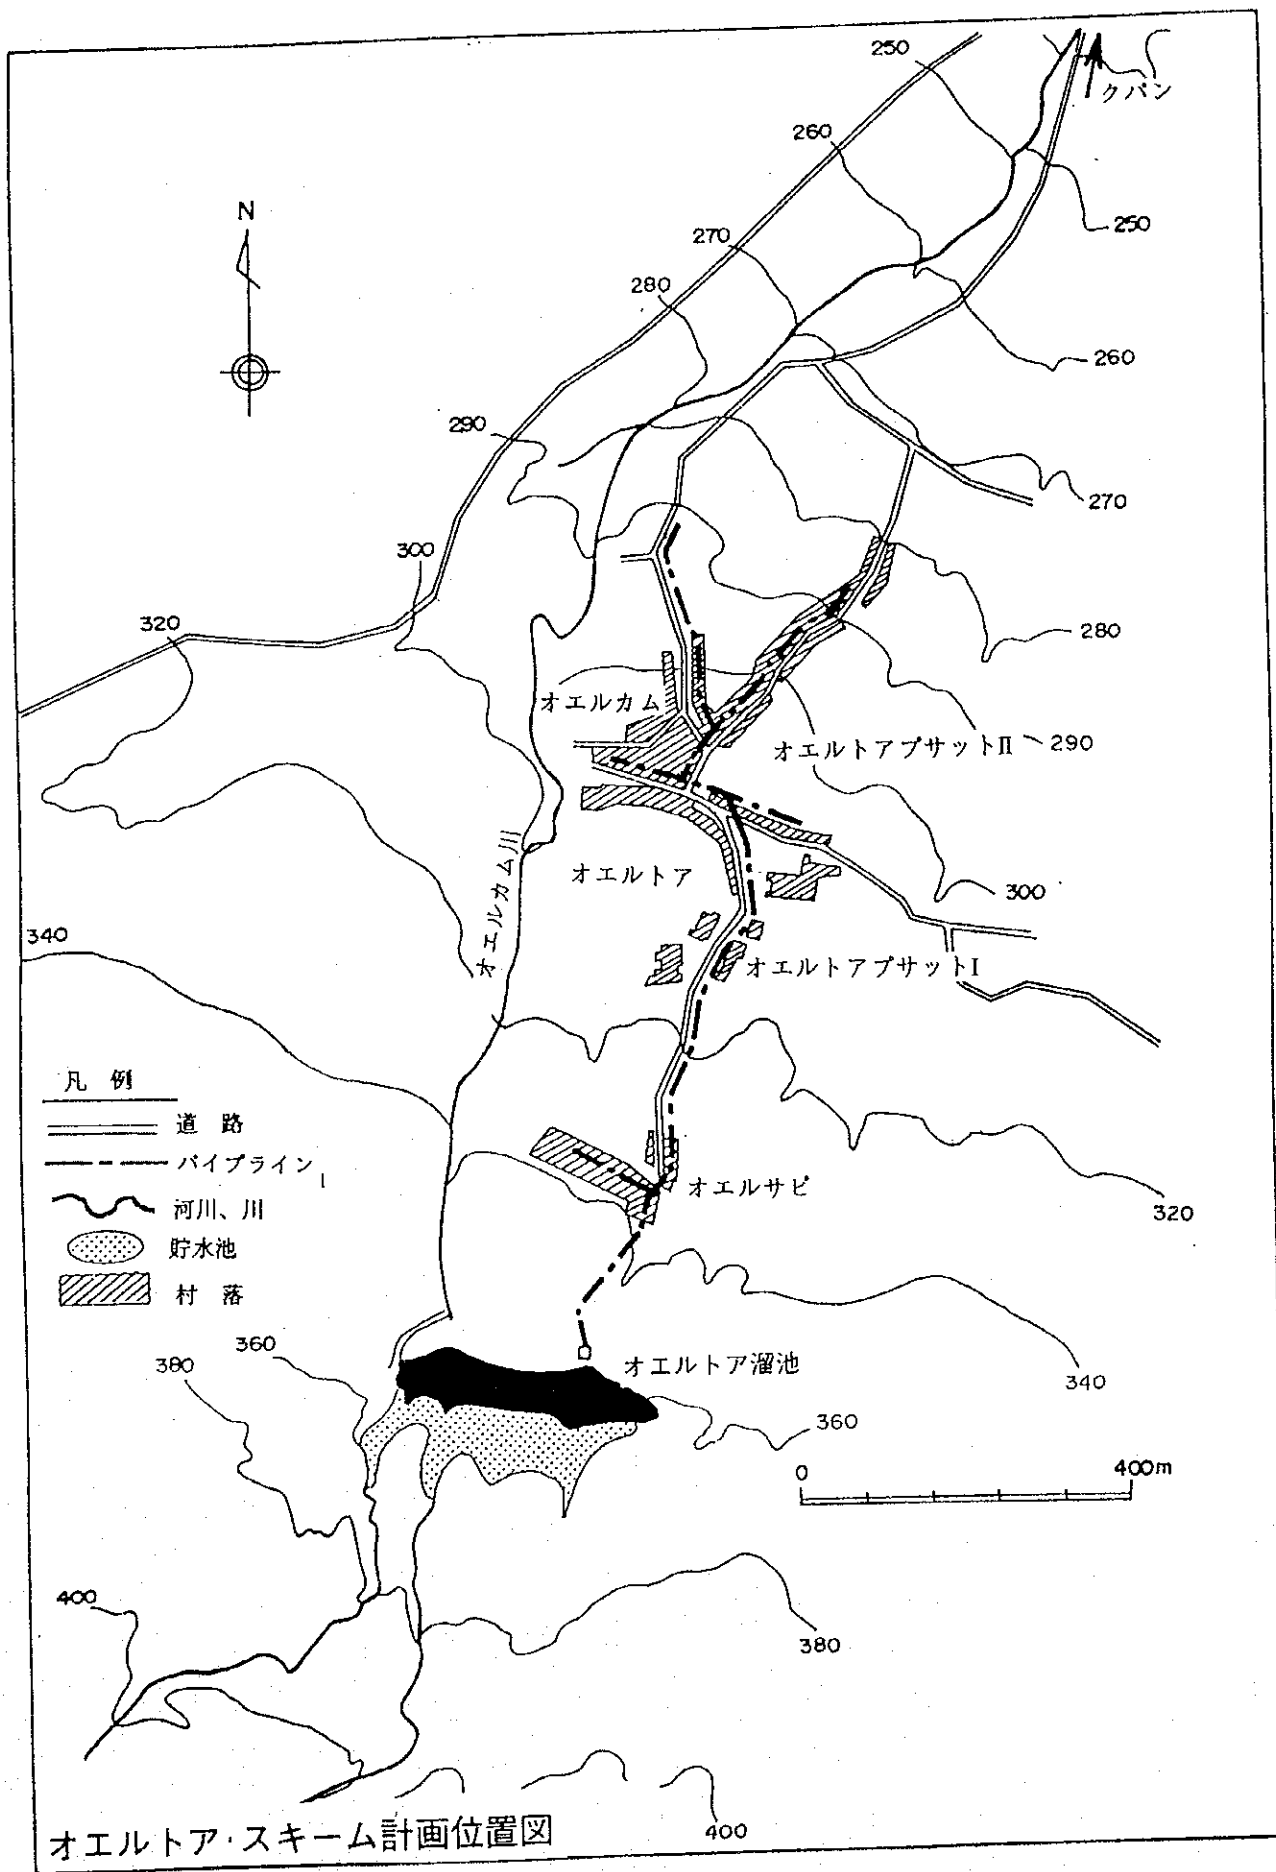 250
クパン
260
N
250
270
280
260
290
270
300
320
280
オエルカム
オエルトアプサットII
290
オエルカム川
オエルトア
300
340
オエルトアプサットI
凡 例
道 路
パイプライン
河川、川
貯水池
村 落
オエルサピ
320
360
380
オエルトア溜池
340
360
0
400m
400
380
オエルトア·スキーム計画位置図
400